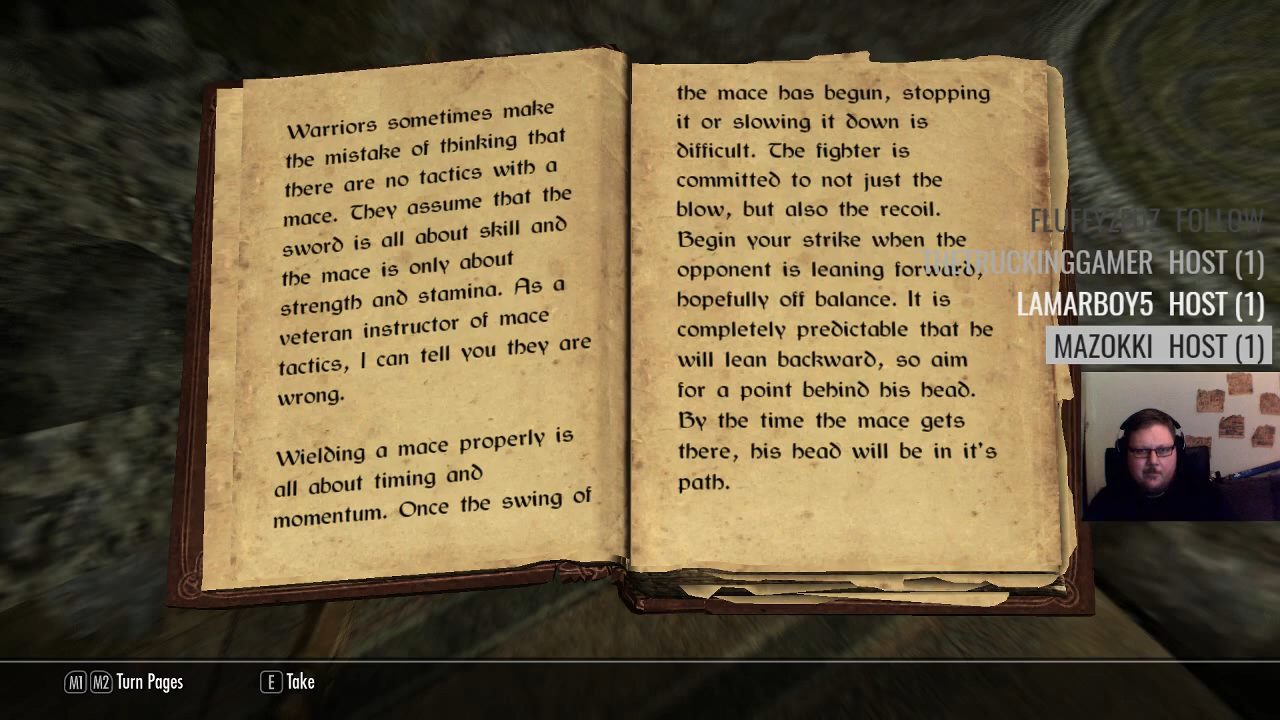 Warriors sometimes make
the mistake of thinking that
there are no tactics with a
mace. They assume that the
sword is all about skill and
the mace is only about
strength and stamina. As a
veteran instructor of mace
tactics, I can tell you they are
wrong.
Wielding a mace properly is
all about timing and
momentum. Once the swing of
the mace has begun, stopping
it or slowing it down is
difficult. The fighter is
committed to not just the
blow, but also the recoil.
Begin your strike when the
opponent is leaning forward,
hopefully off balance. It is
completely predictable that he
will lean backward, so aim
for a point behind his head.
By the time the mace gets
there, his head will be in it's
path.
FOLLOW
THETRUCKINGGAMER HOST (1)
LAMARBOY5 HOST (1)
MAZOKKI HOST (1)
M1 M2 Turn Pages
E Take